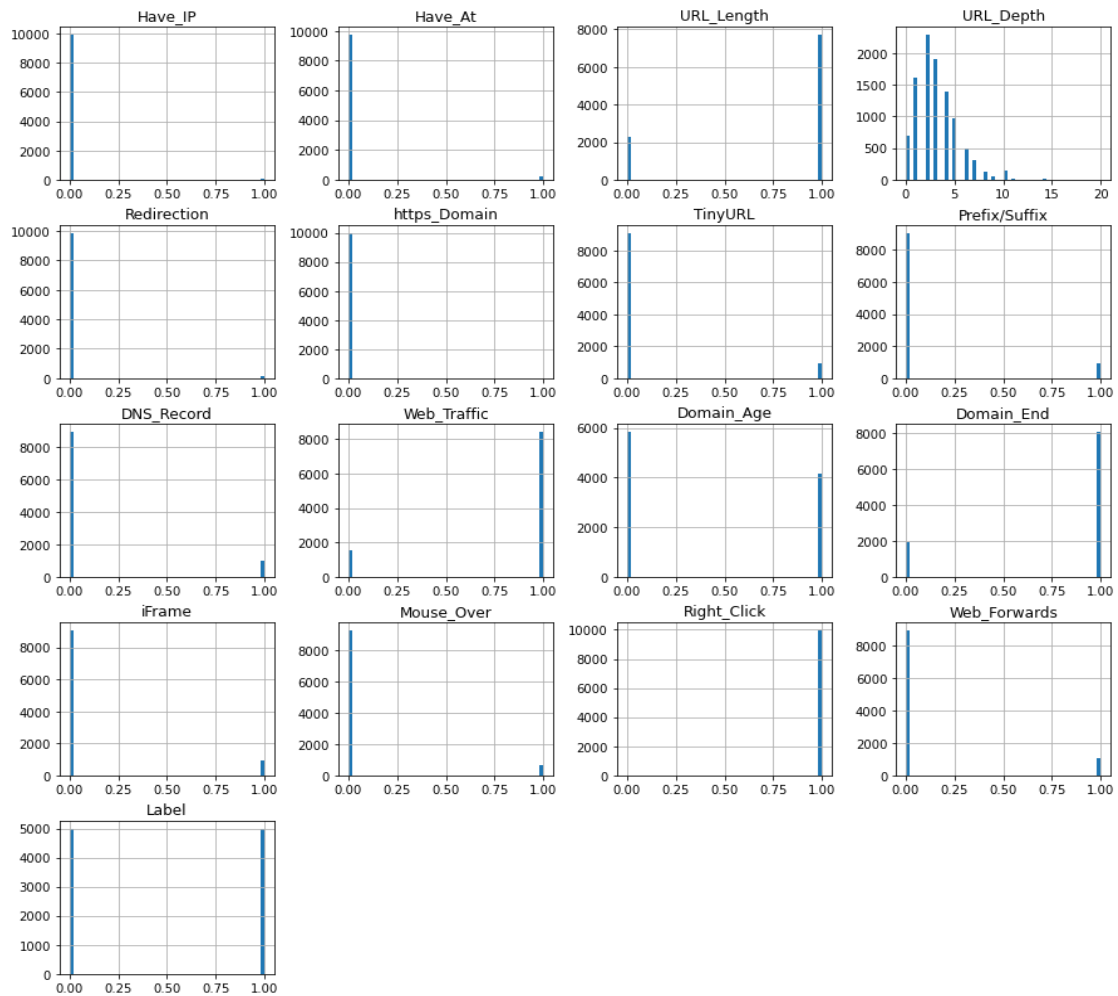 Have_IP Have_At URL_Length URL_Depth
10000 10000 8000
8000 8000 6000 2000
6000 6000 1500
4000 4000 4000 1000
2000 2000 2000 500
0 0 0 0
0.00 0.25 0.50 0.75 1.00 0.00 0.25 0.50 0.75 1.00 0.00 0.25 0.50 0.75 1.00 0 5 10 15 20
Redirection https_Domain TinyURL Prefix/Suffix
10000 10000
8000 8000 8000 8000
6000 6000 6000 6000
4000 4000 4000 4000
2000 2000 2000 2000
0 0 0 0
0.00 0.25 0.50 0.75 1.00 0.00 0.25 0.50 0.75 1.00 0.00 0.25 0.50 0.75 1.00 0.00 0.25 0.50 0.75 1.00
DNS_Record Web_Traffic Domain_Age Domain_End
8000 8000 6000 8000
6000 6000 4000 6000
4000 4000 2000 4000
2000 2000 2000
0 0 0 0
0.00 0.25 0.50 0.75 1.00 0.00 0.25 0.50 0.75 1.00 0.00 0.25 0.50 0.75 1.00 0.00 0.25 0.50 0.75 1.00
iFrame Mouse_Over Right_Click Web_Forwards
10000
8000 8000 8000 8000
6000 6000 6000 6000
4000 4000 4000 4000
2000 2000 2000 2000
0 0 0 0
0.00 0.25 0.50 0.75 1.00 0.00 0.25 0.50 0.75 1.00 0.00 0.25 0.50 0.75 1.00 0.00 0.25 0.50 0.75 1.00
Label
5000
4000
3000
2000
1000
0
0.00 0.25 0.50 0.75 1.00